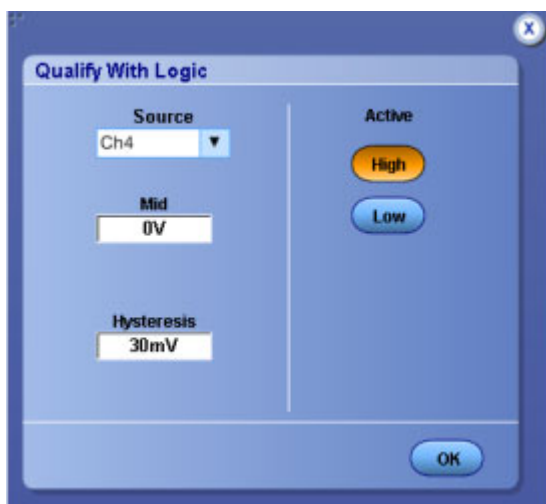 X
Qualify With Logic
Source
Ch4
Mid
0V
Hysteresis
30mV
Active
High
Low
OK